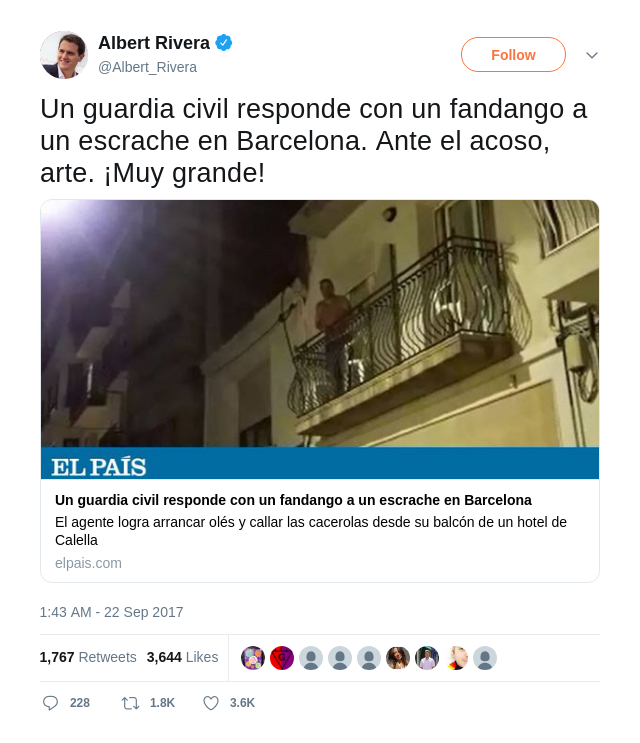 Albert Rivera
@Albert_Rivera
Follow
Un guardia civil responde con un fandango a
un escrache en Barcelona. Ante el acoso,
arte. ¡Muy grande!
EL PAÍS
Un guardia civil responde con un fandango a un escrache en Barcelona
El agente logra arrancar olés y callar las cacerolas desde su balcón de un hotel de
Calella
elpais.com
1:43 AM - 22 Sep 2017
1,767 Retweets 3,644 Likes
228 1.8K 3.6K